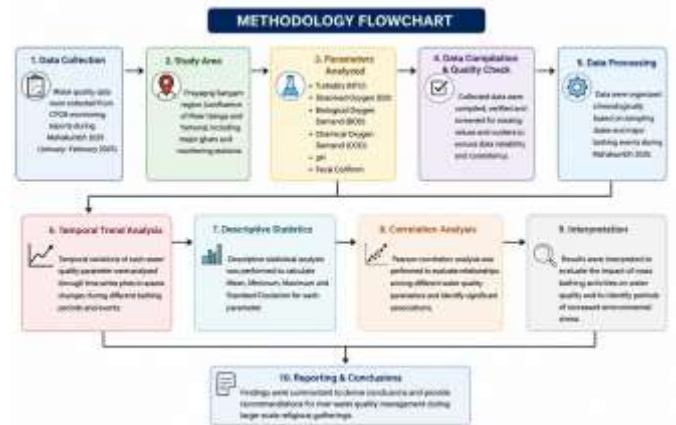 METHODOLOGY FLOWCHART
1. Data Collection
Water quality data
were collected from
CPCB monitoring
reports during
Mahakumbh 2025
(January-February 2025).
2. Study Area
Prayagraj Sangam
region (confluence
of River Ganga and
Yamuna), including
major ghats and
monitoring stations.
3. Parameters
Analyzed
• Turbidity (NTU)
• Dissolved Oxygen (DO)
• Biological Oxygen
Demand (BOD)
• Chemical Oxygen
Demand (COD)
• pH
• Fecal Coliform
4. Data Compilation
& Quality Check
Collected data were
compiled, verified and
screened for missing
values and outliers to
ensure data reliability
and consistency.
5. Data Processing
Data were organized
chronologically
based on sampling
dates and major
bathing events during
Mahakumbh 2025.
6. Temporal Trend Analysis
Temporal variations of each water
quality parameter were analyzed
through time series plots to assess
changes during different bathing
periods and events.
7. Descriptive Statistics
Descriptive statistical analysis
was performed to calculate
Mean, Minimum, Maximum and
Standard Deviation for each
parameter.
8. Correlation Analysis
Pearson correlation analysis was
performed to evaluate relationships
among different water quality
parameters and identify significant
associations.
9. Interpretation
Results were interpreted to
evaluate the impact of mass
bathing activities on water
quality and to identify periods
of increased environmental
stress.
10. Reporting & Conclusions
Findings were summarized to derive conclusions and provide
recommendations for river water quality management during
large-scale religious gatherings.